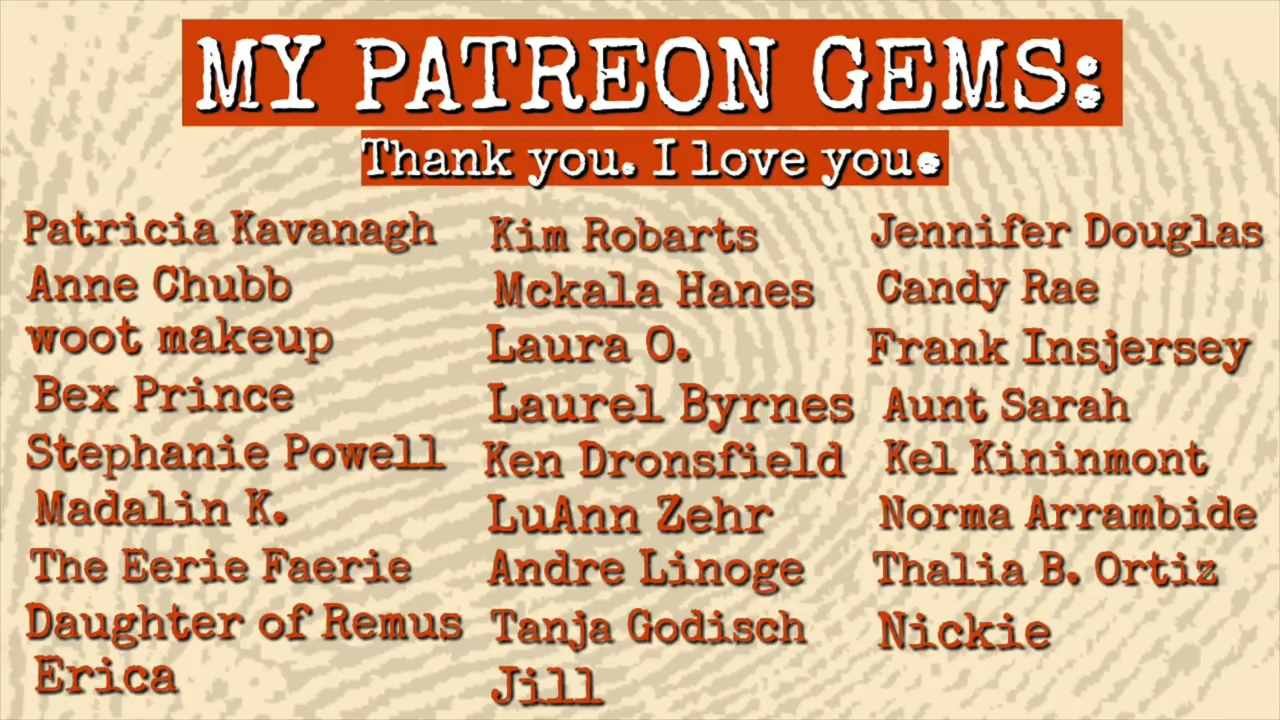 MY PATREON GEMS:
Thank you. I love you.
Patricia Kavanagh
Anne Chubb
woot makeup
Bex Prince
Stephanie Powell
Madalin K.
The Eerie Faerie
Daughter of Remus
Erica
Kim Robarts
Mckala Hanes
Laura O.
Laurel Byrnes
Ken Dronsfield
LuAnn Zehr
Andre Linoge
Tanja Godisch
Jill
Jennifer Douglas
Candy Rae
Frank Insjersey
Aunt Sarah
Kel Kininmont
Norma Arrambide
Thalia B. Ortiz
Nickie